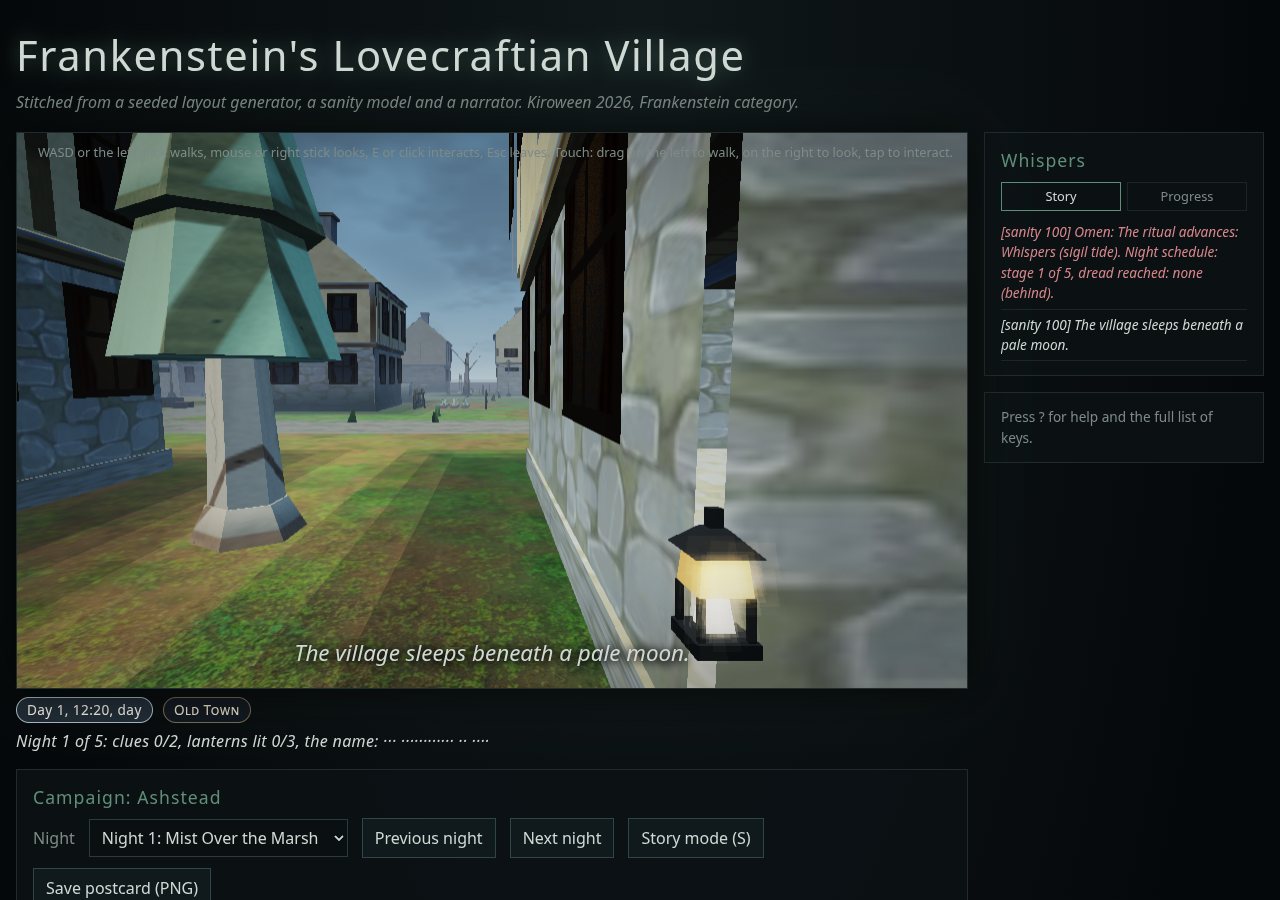 Frankenstein's Lovecraftian Village
Stitched from a seeded layout generator, a sanity model and a narrator. Kiroween 2026, Frankenstein category.
WASD or the left walks, mouse or right stick looks, E or click interacts, Esc leaves. Touch: drag on the left to walk, on the right to look, tap to interact.
The village sleeps beneath a pale moon.
Day 1, 12:20, day
Old Town
Night 1 of 5: clues 0/2, lanterns lit 0/3, the name: ··· ············ ·· ····
Campaign: Ashstead
Night
Night 1: Mist Over the Marsh
Previous night
Next night
Story mode (S)
Save postcard (PNG)
Whispers
Story
Progress
[sanity 100] Omen: The ritual advances:
Whispers (sigil tide). Night schedule:
stage 1 of 5, dread reached: none
(behind).
[sanity 100] The village sleeps beneath a
pale moon.
Press ? for help and the full list of
keys.